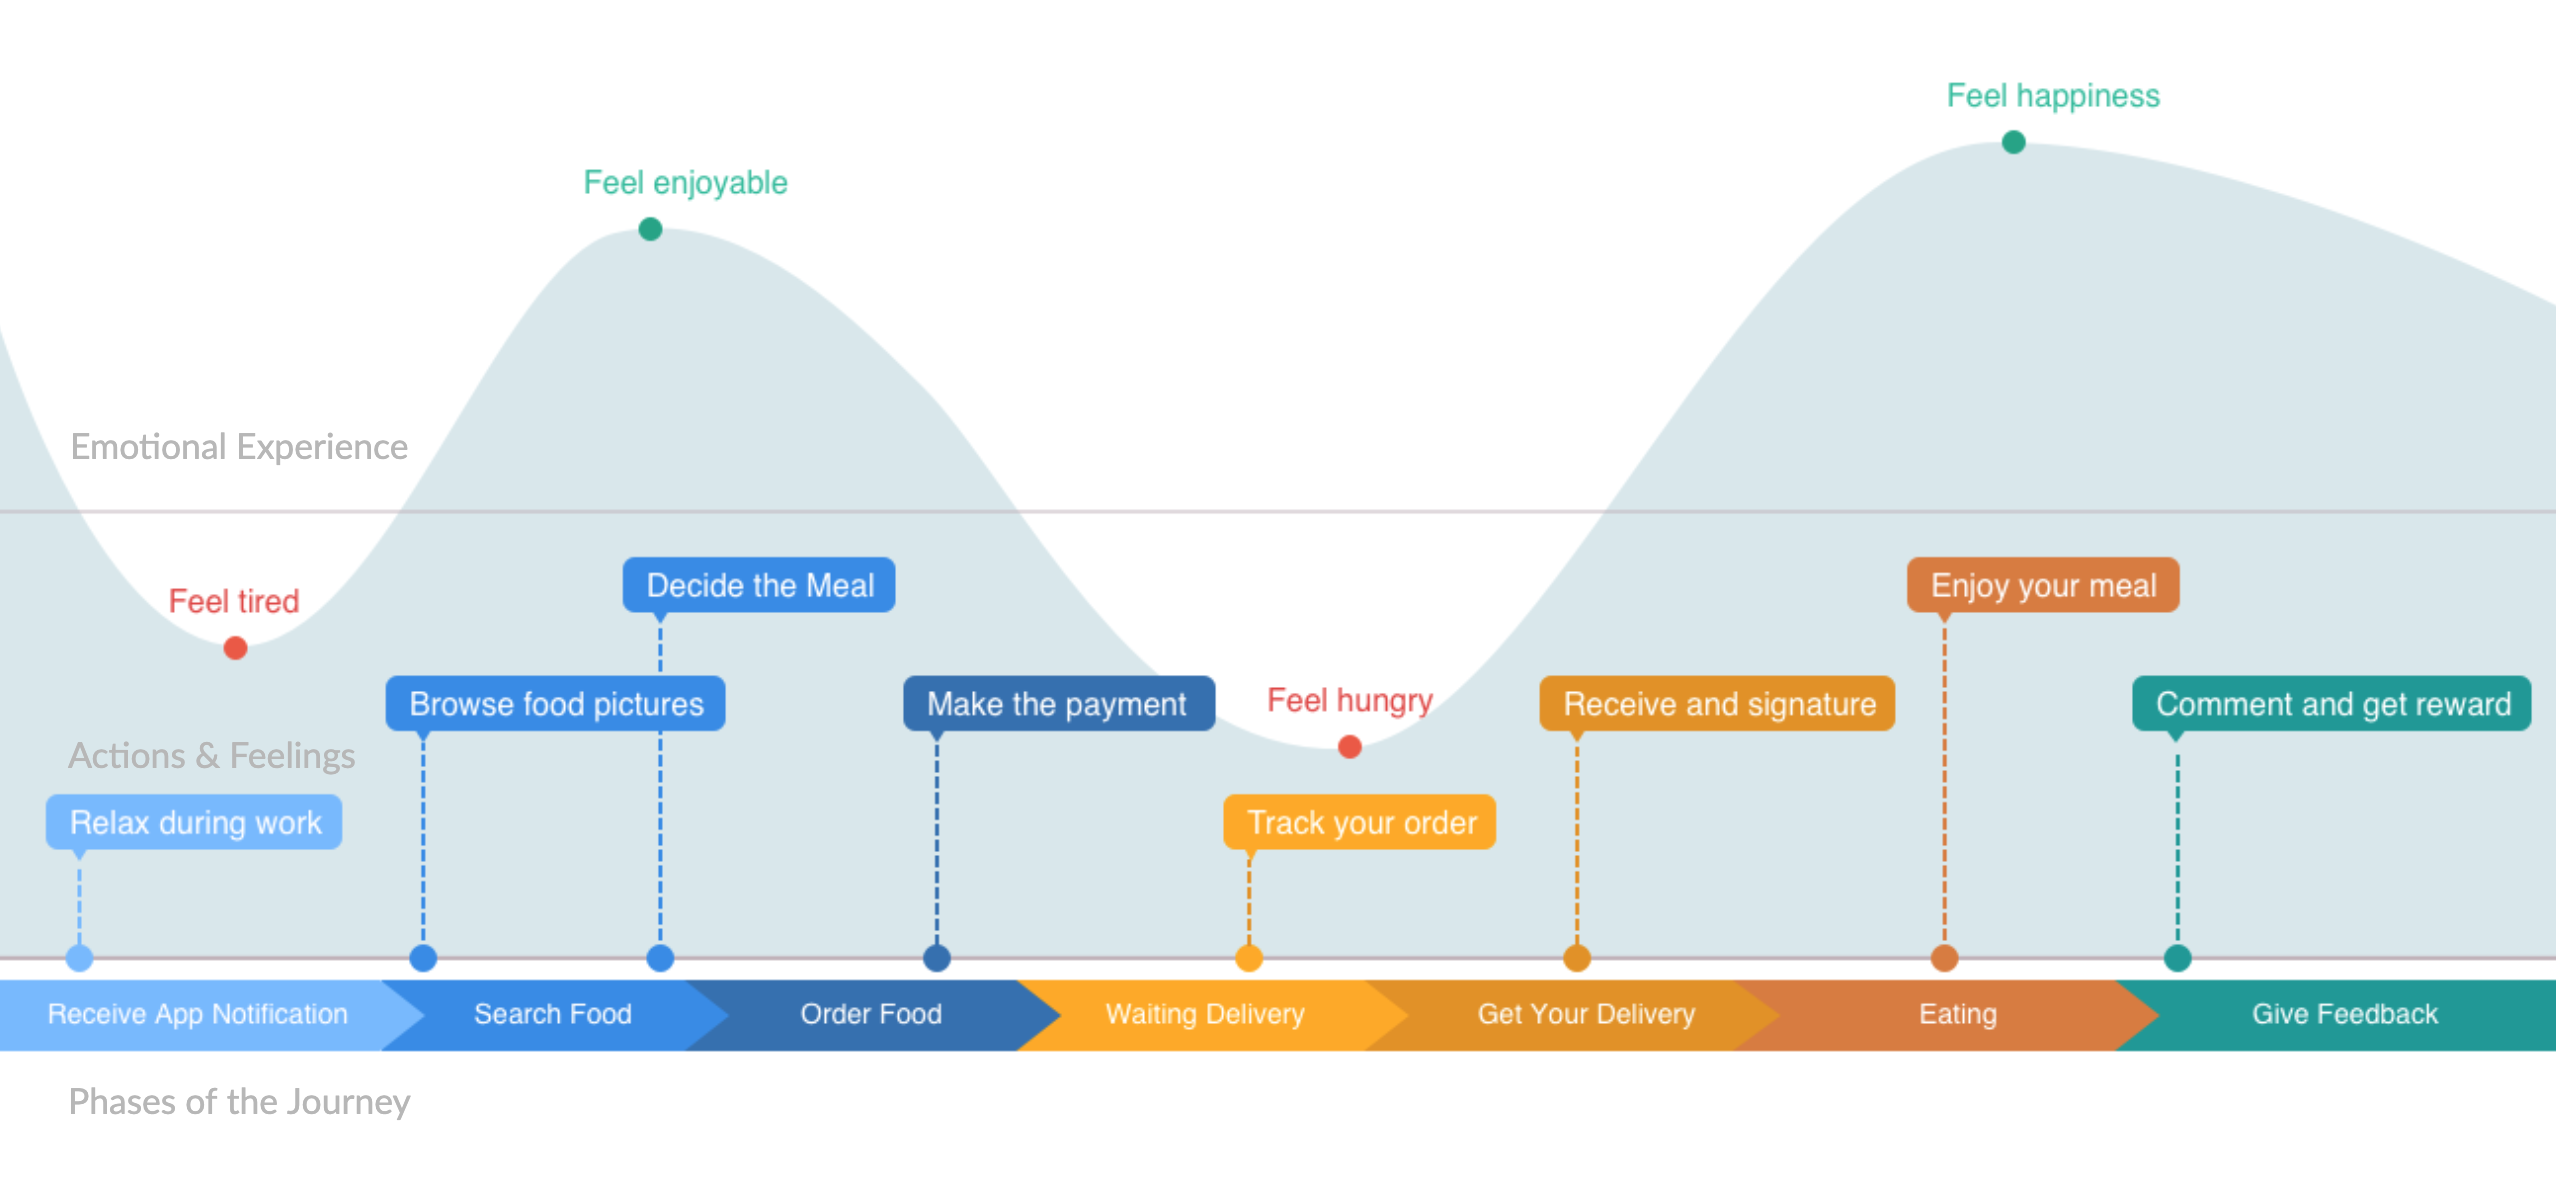 Feel happiness
Feel enjoyable
Emotional Experience
Feel tired
Decide the Meal
Enjoy your meal
Browse food pictures
Make the payment
Feel hungry
Receive and signature
Comment and get reward
Actions & Feelings
Relax during work
Track your order
Receive App Notification
Search Food
Order Food
Waiting Delivery
Get Your Delivery
Eating
Give Feedback
Phases of the Journey